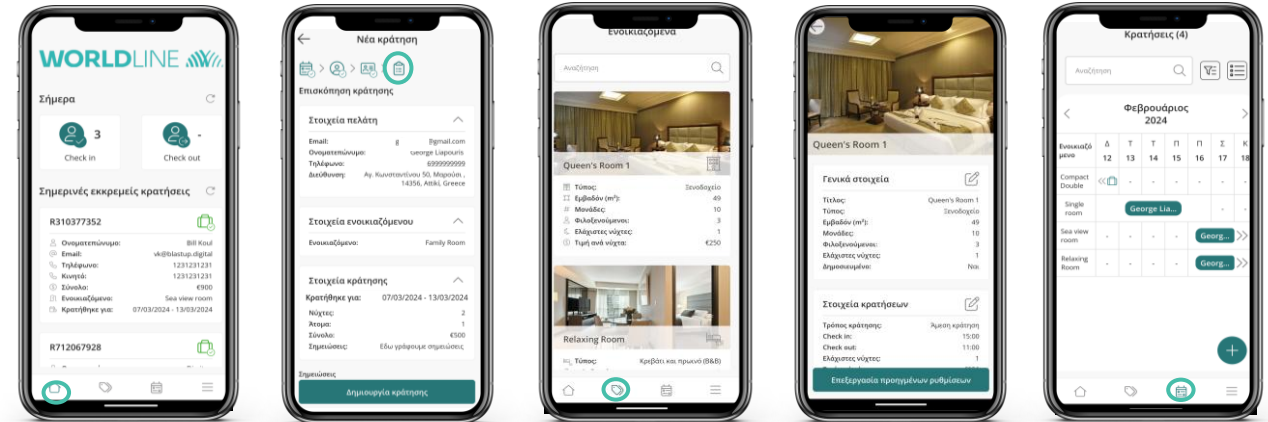 WORLDLINE
Σήμερα
3
Check in
-
Check out
Σημερινές εκκρεμείς κρατήσεις
R310377352
Ονοματεπώνυμο: Bill Koul
Email: vk@blastup.digital
Τηλέφωνο: 1231231231
Κινητό: 1231231231
Σύνολο: €900
Ενοικιαζόμενο: Sea view room
Κρατήθηκε για: 07/03/2024 - 13/03/2024
R712067928
Νέα κράτηση
Επισκόπηση κράτησης
Στοιχεία πελάτη
Email: g @gmail.com
Ονοματεπώνυμο: George Liapouris
Τηλέφωνο: 6999999999
Διεύθυνση: Αγ. Κωνσταντίνου 50, Μαρούσι ,
14356, Attiki, Greece
Στοιχεία ενοικιαζόμενου
Ενοικιαζόμενο: Family Room
Στοιχεία κράτησης
Κρατήθηκε για: 07/03/2024 - 13/03/2024
Νύχτες: 2
Άτομα: 1
Σύνολο: €500
Σημειώσεις: Εδω γράφουμε σημειώσεις
Σημειώσεις
Δημιουργία κράτησης
Ενοικιαζόμενα
Αναζήτηση
Queen's Room 1
Τύπος: Ξενοδοχείο
Εμβαδόν (m²): 49
Μονάδες: 10
Φιλοξενούμενοι: 3
Ελάχιστες νύχτες: 1
Τιμή ανά νύχτα: €250
Relaxing Room
Τύπος: Κρεβάτι και πρωινό (B&B)
Queen's Room 1
Γενικά στοιχεία
Τίτλος: Queen's Room 1
Τύπος: Ξενοδοχείο
Εμβαδόν (m²): 49
Μονάδες: 10
Φιλοξενούμενοι: 3
Ελάχιστες νύχτες: 1
Δημοσιευμένο: Ναι
Στοιχεία κρατήσεων
Τρόπος κράτησης: Άμεση κράτηση
Check in: 15:00
Check out: 11:00
Ελάχιστες νύχτες: 1
Επεξεργασία προηγμένων ρυθμίσεων
Κρατήσεις (4)
Αναζήτηση
Φεβρουάριος
2024
Ενοικιαζό
μενα
Δ Τ Τ Π Π Σ Κ
12 13 14 15 16 17 18
Compact
Double
Single
room
George Lia...
Sea view
room
Georg...
Relaxing
Room
Georg...